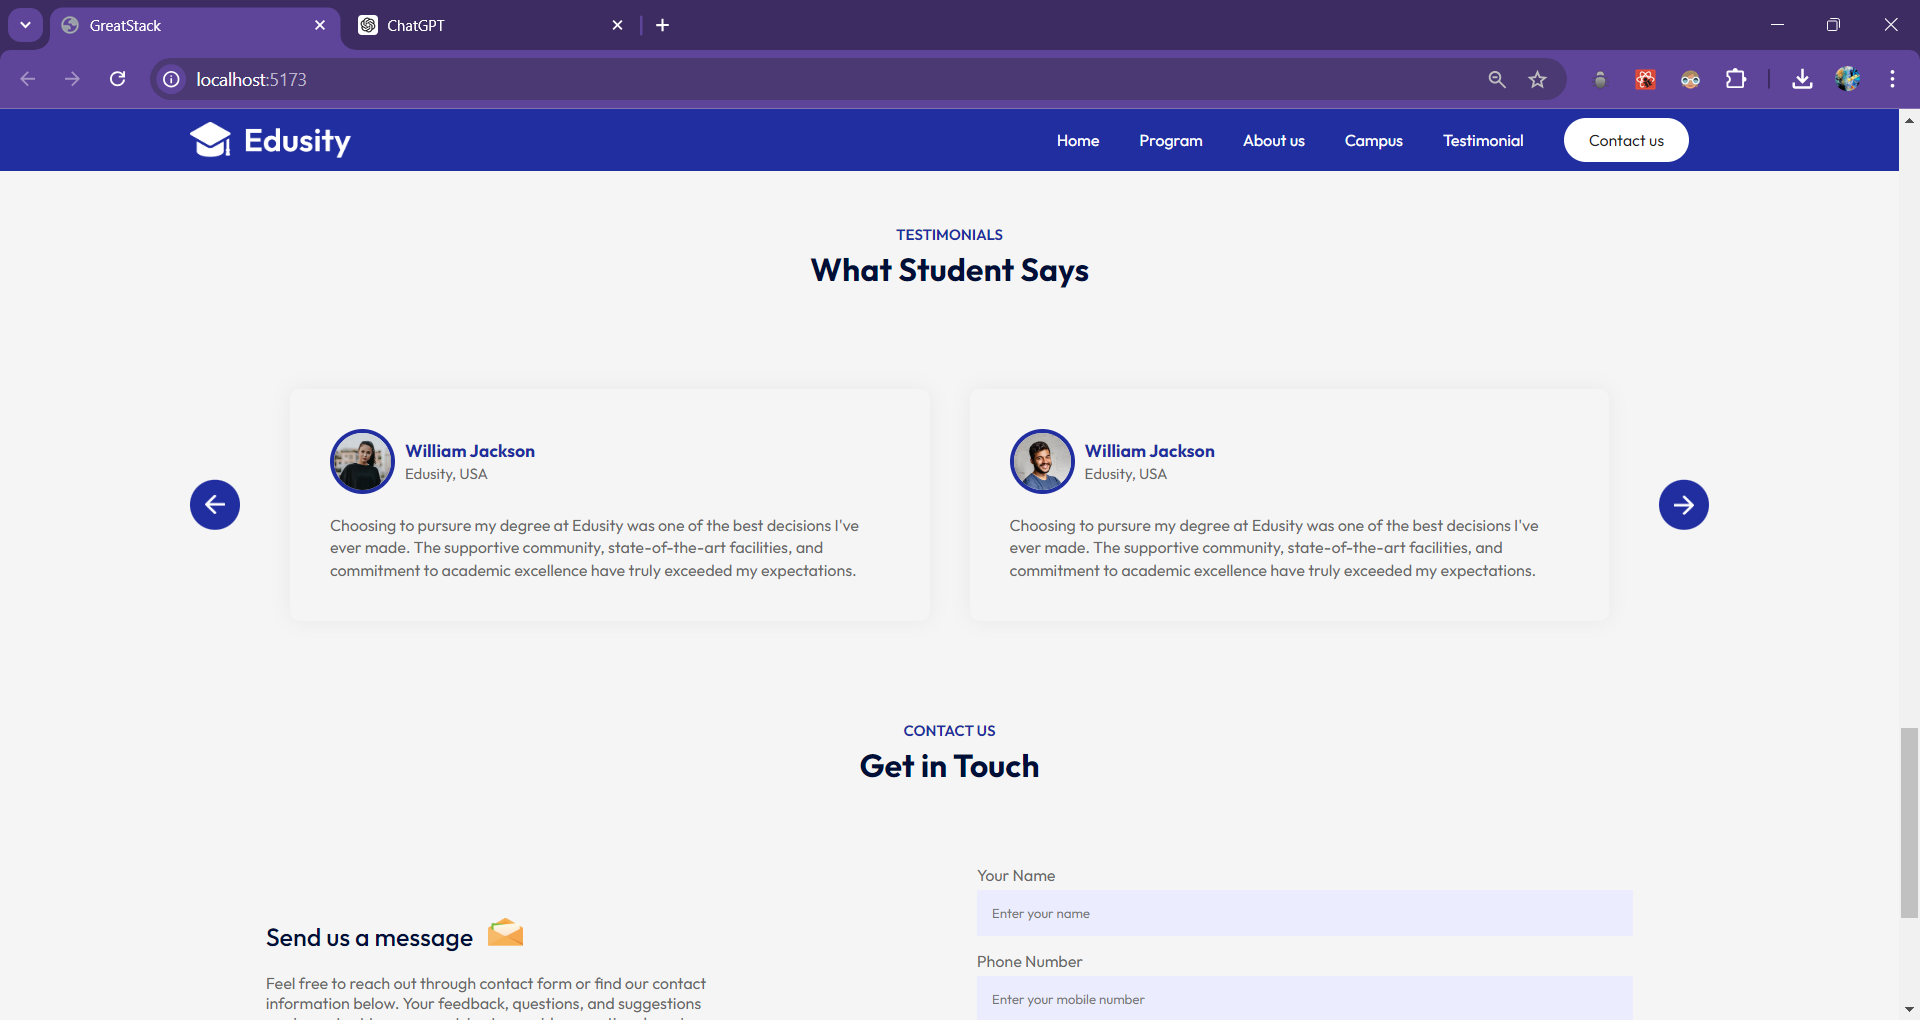 GreatStack
ChatGPT
localhost:5173
Edusity
Home
Program
About us
Campus
Testimonial
Contact us
TESTIMONIALS
What Student Says
William Jackson
Edusity, USA
Choosing to pursure my degree at Edusity was one of the best decisions I've
ever made. The supportive community, state-of-the-art facilities, and
commitment to academic excellence have truly exceeded my expectations.
William Jackson
Edusity, USA
Choosing to pursure my degree at Edusity was one of the best decisions I've
ever made. The supportive community, state-of-the-art facilities, and
commitment to academic excellence have truly exceeded my expectations.
CONTACT US
Get in Touch
Send us a message
Feel free to reach out through contact form or find our contact
information below. Your feedback, questions, and suggestions
Your Name
Enter your name
Phone Number
Enter your mobile number